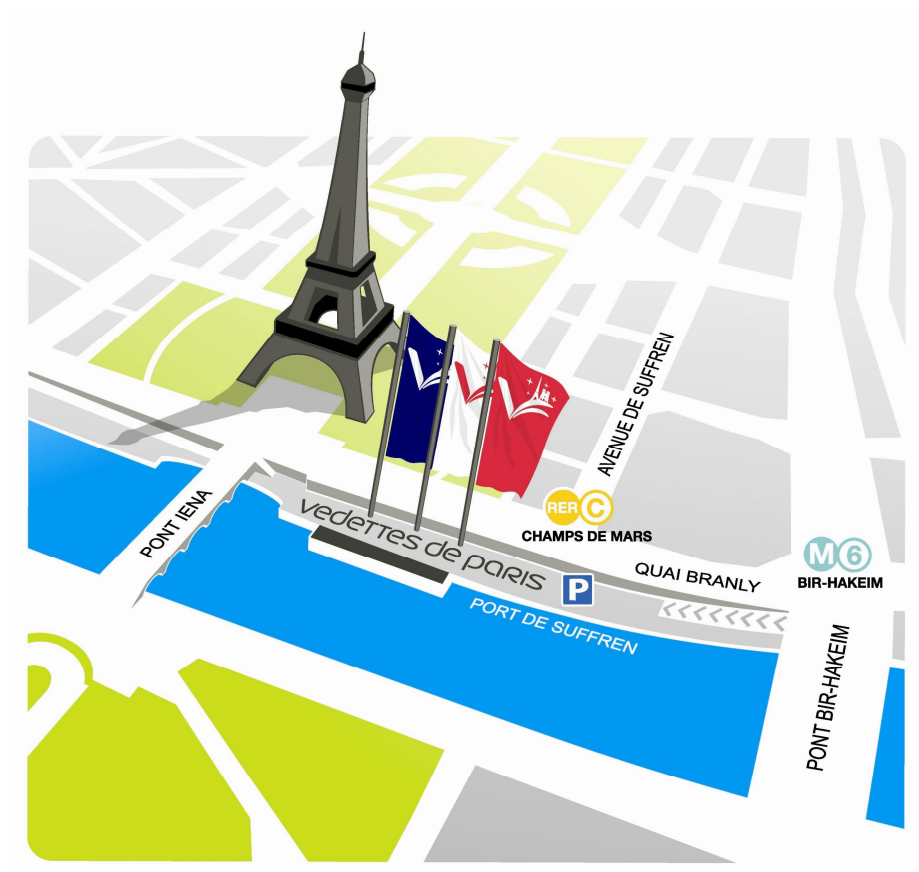 AVENUE DE SUFFREN
RER C
CHAMPS DE MARS
PONT IENA
vedettes de paris
P
QUAI BRANLY
M 6
BIR-HAKEIM
PORT DE SUFFREN
PONT BIR-HAKEIM